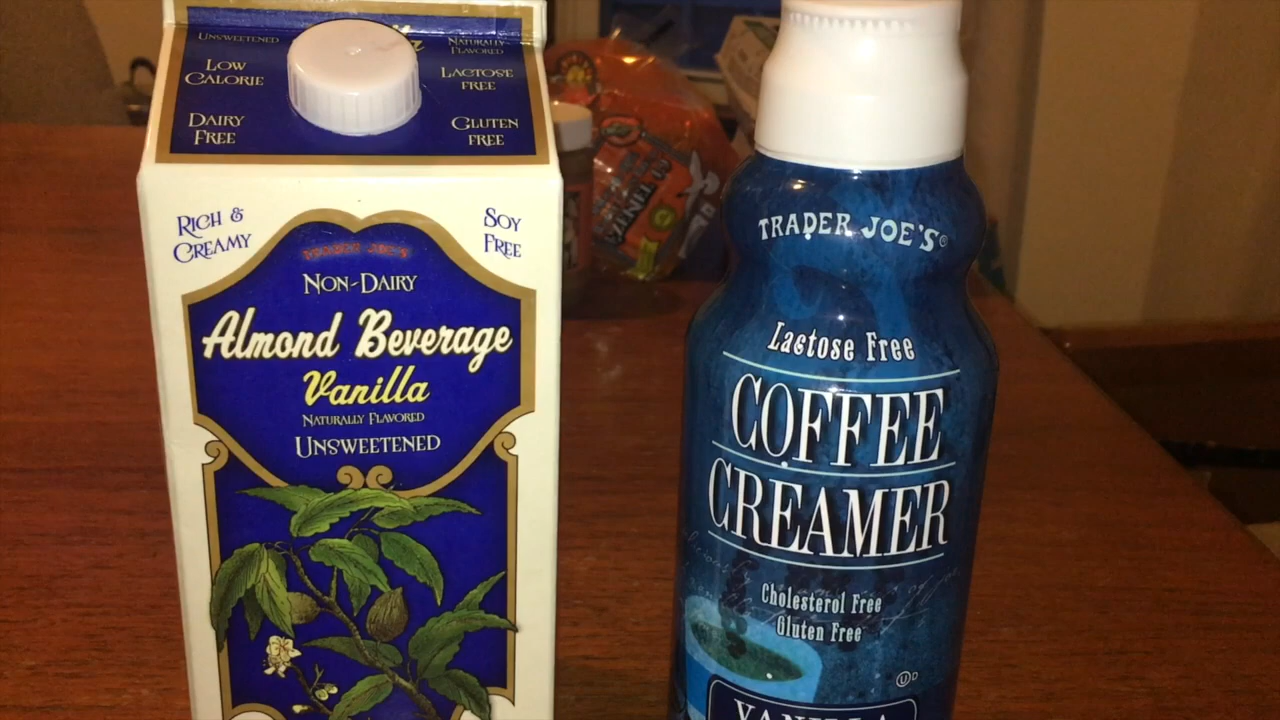 UNSWEETENED
NATURALLY
FLAVORED
LOW
CALORIE
LACTOSE
FREE
DAIRY
FREE
GLUTEN
FREE
RICH &
CREAMY
SOY
FREE
TRADER JOE'S
NON-DAIRY
Almond Beverage
Vanilla
NATURALLY FLAVORED
UNSWEETENED
TRADER JOE'S®
Lactose Free
COFFEE
CREAMER
Cholesterol Free
Gluten Free
U D
VANILLA